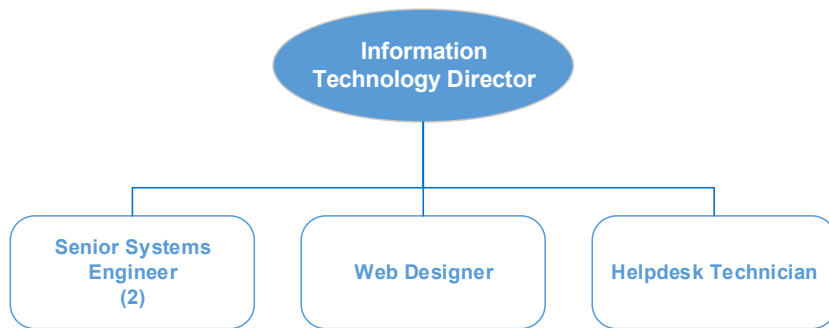 Information
Technology Director
Senior Systems
Engineer
(2)
Web Designer
Helpdesk Technician